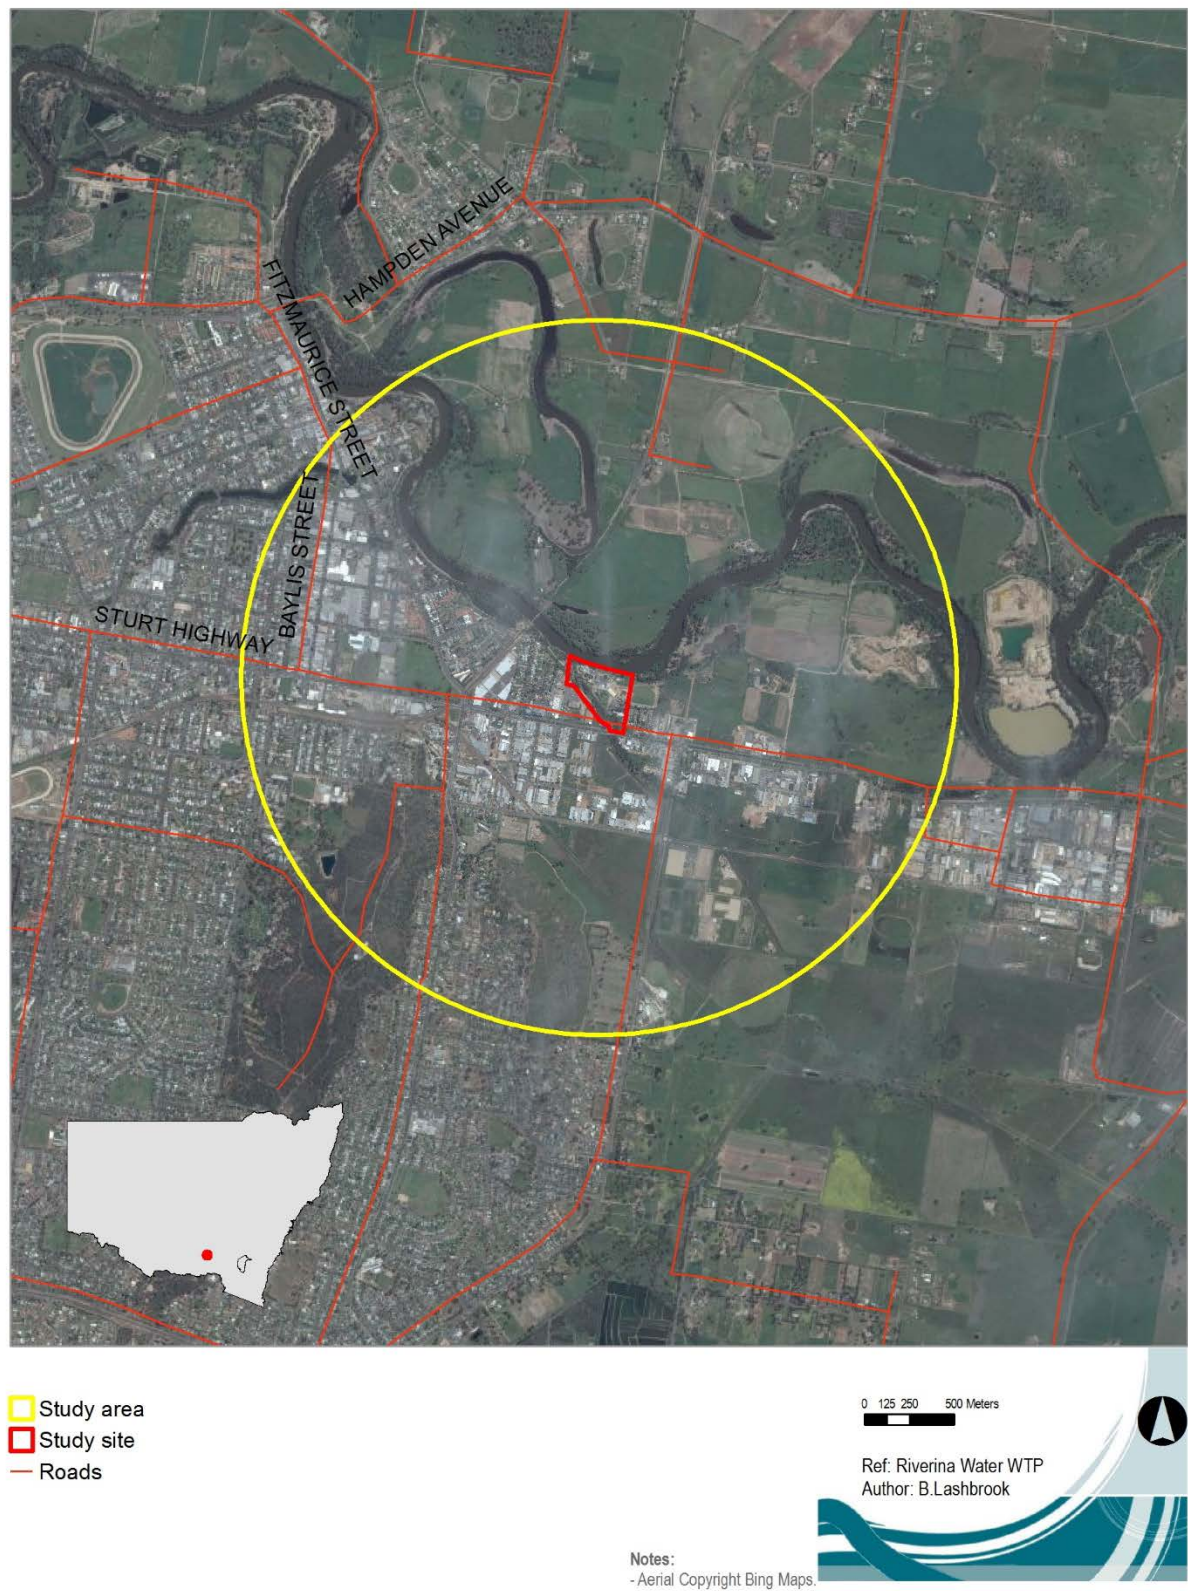 HAMPDEN AVENUE
FITZMAURICE STREET
BAYLIS STREET
STURT HIGHWAY
Study area
Study site
Roads
0 125 250 500 Meters
Ref: Riverina Water WTP
Author: B.Lashbrook
Notes:
- Aerial Copyright Bing Maps.